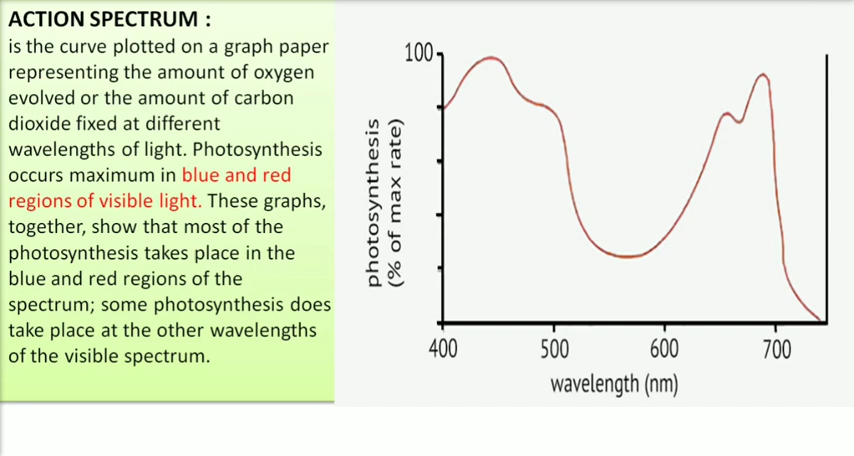 ACTION SPECTRUM :
is the curve plotted on a graph paper
representing the amount of oxygen
evolved or the amount of carbon
dioxide fixed at different
wavelengths of light. Photosynthesis
occurs maximum in blue and red
regions of visible light. These graphs,
together, show that most of the
photosynthesis takes place in the
blue and red regions of the
spectrum; some photosynthesis does
take place at the other wavelengths
of the visible spectrum.
photosynthesis
(% of max rate)
100
400 500 600 700
wavelength (nm)